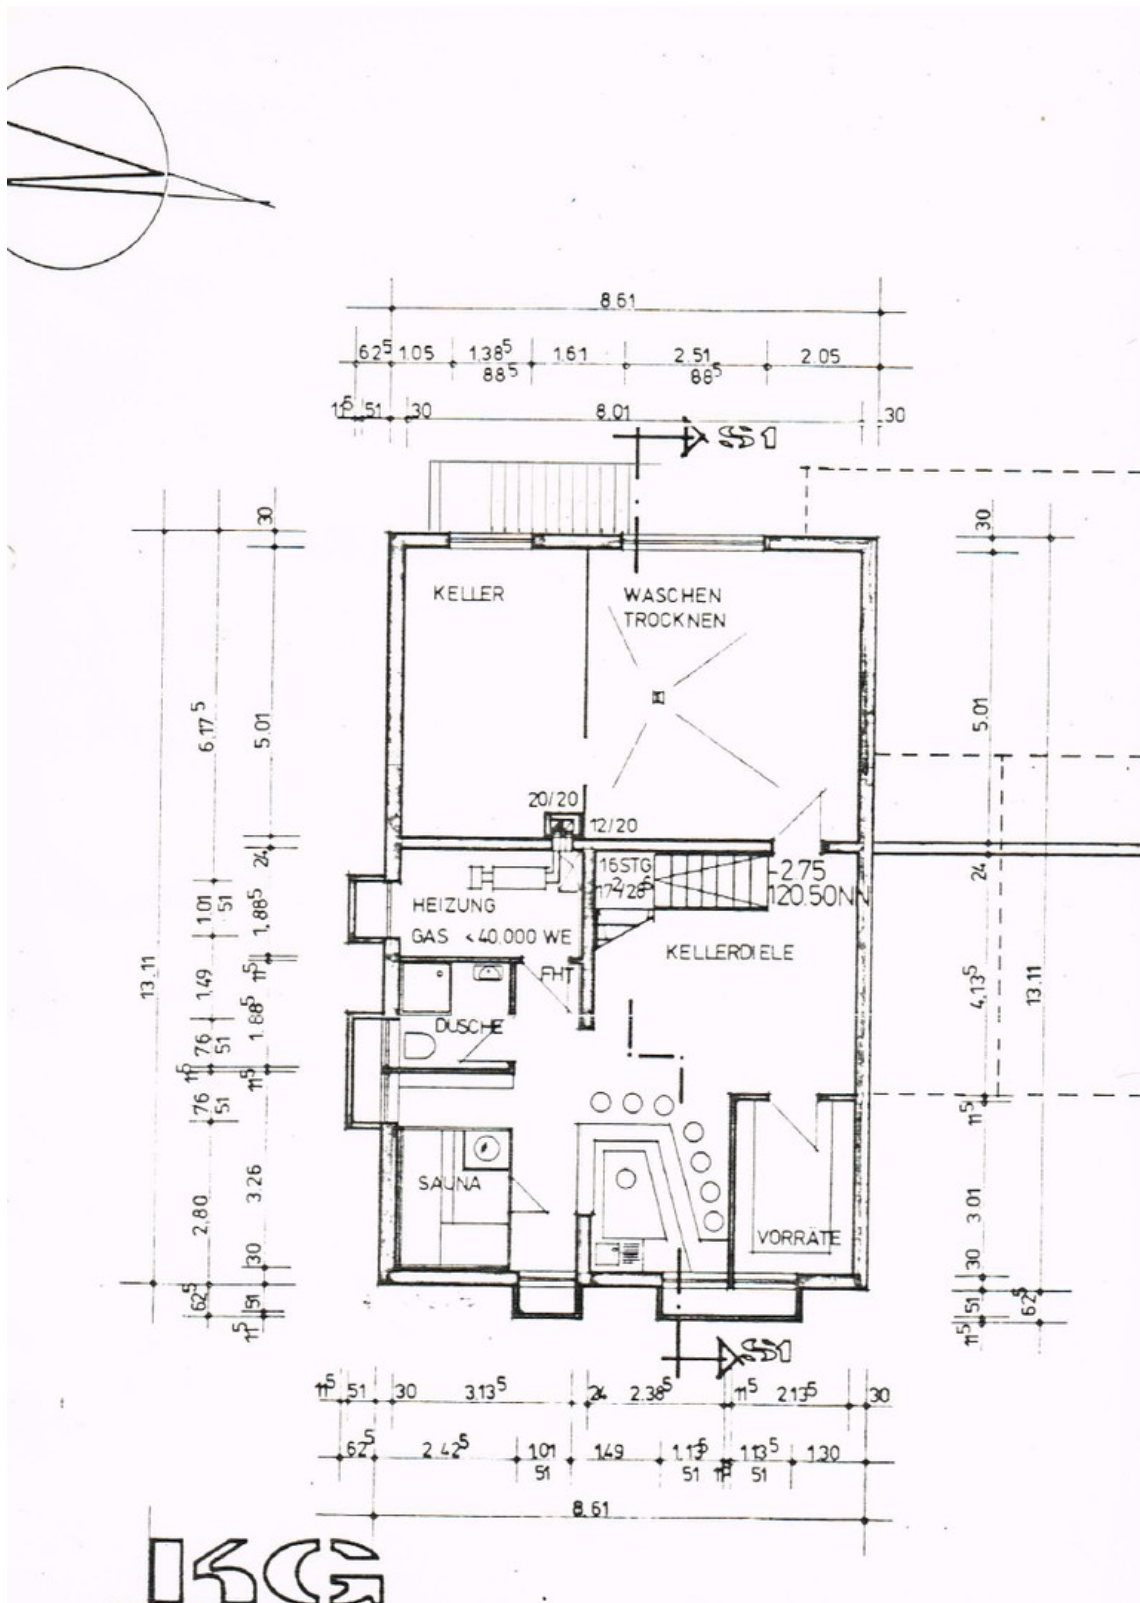 8.61
62⁵ 1.05 1.38⁵ 1.61 2.51 2.05
88⁵ 88⁵
11⁵ 51 30 8.01 30
S1
30
30
KELLER
WASCHEN
TROCKNEN
6.17⁵
5.01
5.01
20/20
12/20
24
16STG
17⁴/26
-2.75
120.50NN
24
1.01
51
1,88⁵
HEIZUNG
GAS <40.000 WE
KELLERDIELE
FHT
13.11
1,49
11⁵
4.13⁵
13.11
DUSCHE
76
51
1.88⁵
11⁵
11⁵
76
51
11⁵
SAUNA
3.26
2,80
3.01
VORRÄTE
30
30
62⁵
51
11⁵
51
62⁵
11⁵
S1
11⁵ 51 30 3.13⁵ 24 2.38⁵ 11⁵ 2.13⁵ 30
62⁵ 2.42⁵ 1.01 1.49 1.13⁵ 11⁵ 1.13⁵ 1.30
51 51 51
8.61
KG